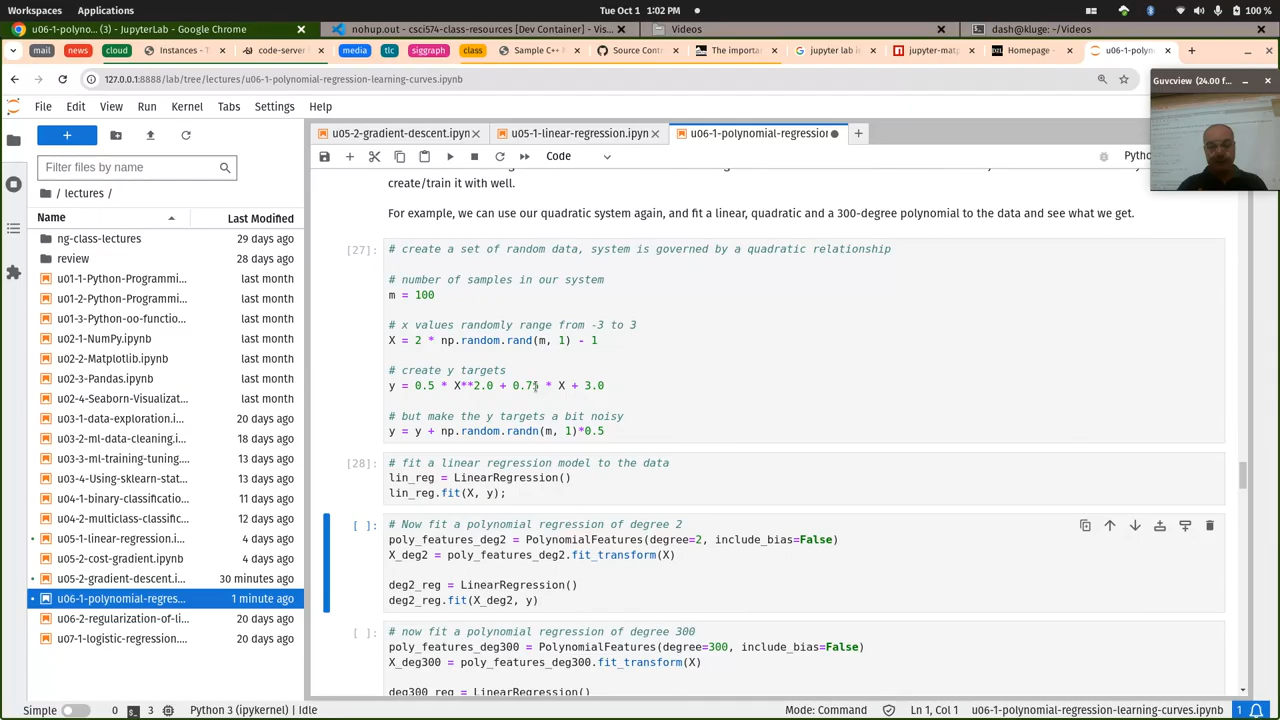 Workspaces Applications Tue Oct 1 1:02 PM 100 %
u06-1-polyno... (3) - JupyterLab - Google Chrome
nohup.out - csci574-class-resources [Dev Container] - Vis...
Videos
dash@kluge: ~/Videos
mail news cloud Instances - code-server media tlc siggraph class Sample C++ Source Contr The importa jupyter lab is jupyter-mat Homepage - u06-1-polyn
127.0.0.1:8888/lab/tree/lectures/u06-1-polynomial-regression-learning-curves.ipynb
Guvcview (24.00 f...
File Edit View Run Kernel Tabs Settings Help
u05-2-gradient-descent.ipyn
u05-1-linear-regression.ipyn
u06-1-polynomial-regression
Code
Pytho
Filter files by name
/ lectures /
Name Last Modified
ng-class-lectures 29 days ago
review 28 days ago
u01-1-Python-Programmi... last month
u01-2-Python-Programmi... last month
u01-3-Python-oo-functio... last month
u02-1-NumPy.ipynb last month
u02-2-Matplotlib.ipynb last month
u02-3-Pandas.ipynb last month
u02-4-Seaborn-Visualizat... last month
u03-1-data-exploration.i... 20 days ago
u03-2-ml-data-cleaning.i... 18 days ago
u03-3-ml-training-tuning.... 13 days ago
u03-4-Using-sklearn-stat... 13 days ago
u04-1-binary-classificatio... 11 days ago
u04-2-multiclass-classific... 12 days ago
u05-1-linear-regression.i... 4 days ago
u05-2-cost-gradient.ipynb 4 days ago
u05-2-gradient-descent.i... 30 minutes ago
u06-1-polynomial-regres... 1 minute ago
u06-2-regularization-of-li... 20 days ago
u07-1-logistic-regression.... 20 days ago
create/train it with well.
For example, we can use our quadratic system again, and fit a linear, quadratic and a 300-degree polynomial to the data and see what we get.
[27]: # create a set of random data, system is governed by a quadratic relationship
# number of samples in our system
m = 100
# x values randomly range from -3 to 3
X = 2 * np.random.rand(m, 1) - 1
# create y targets
y = 0.5 * X**2.0 + 0.75 * X + 3.0
# but make the y targets a bit noisy
y = y + np.random.randn(m, 1)*0.5
[28]: # fit a linear regression model to the data
lin_reg = LinearRegression()
lin_reg.fit(X, y);
[ ]: # Now fit a polynomial regression of degree 2
poly_features_deg2 = PolynomialFeatures(degree=2, include_bias=False)
X_deg2 = poly_features_deg2.fit_transform(X)
deg2_reg = LinearRegression()
deg2_reg.fit(X_deg2, y)
[ ]: # now fit a polynomial regression of degree 300
poly_features_deg300 = PolynomialFeatures(degree=300, include_bias=False)
X_deg300 = poly_features_deg300.fit_transform(X)
deg300_reg = LinearRegression()
Simple 0 3 Python 3 (ipykernel) | Idle Mode: Command Ln 1, Col 1 u06-1-polynomial-regression-learning-curves.ipynb 1